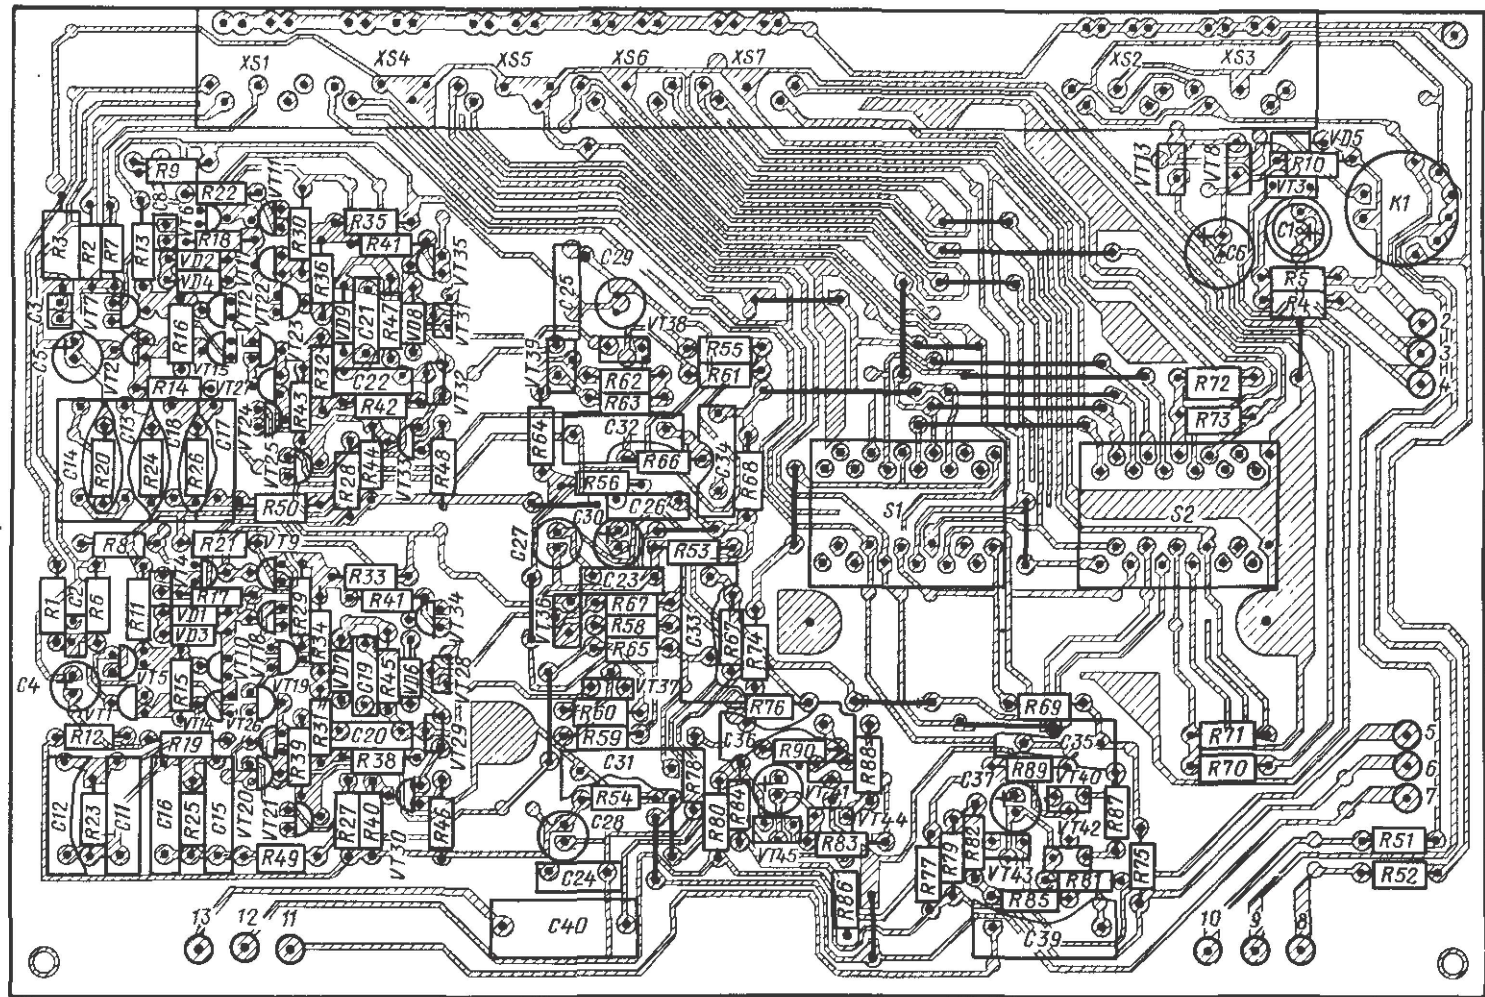 XS1 XS4 XS5 XS6 XS7 XS2 XS3
VT13 VT8 VD5
R9 R10
R22 VT11 VT3 K1
C8 VT6
R3 R2 R7 R13 R18 R30 R35 C1
R41 VT35 C29 C6
VD2
VD4 R36 C25 R5
C3 VT7 R16 VT12 VT22 VD9 C21 R47 VD8 VT31 R4
VT38 2
C5 VT2 VT15 VT23 R32 VT39 R55 3
R14 VT27 C22 VT32 R62 R61 R72 4
R43 R42 R63
VT24 R64 C32 R73
C14 R20 C13 R24 C18 R26 C17 VT25 R28 R44 VT33 R48 R66 C34 R68
R56
R50 C30 C26 S1 S2
R8 R21 VT9 C27 R53
R33 C23
R1 C2 R6 R11 R11 R29 R41 VT34 VT36 R67
VD1 R34 R58 C33 R67 R74
VD3 VT10 VT18 R65
C4 VT5 R15 VD7 C19 R45 VD6 VT28
VT1 VT14 VT26 VT19 R31 VT37
R60 R76 R69
R12 R19 R39 C20 VT29 R59 C36 C35 R71 5
R38 C31 R78 R90 R88 C37 R89 VT40 R70 6
C12 R23 C11 C16 R25 C15 VT20 VT21 R27 R40 R46 R54 R84 VT41 R87 7
C28 R80 VT44 R82 VT42
R49 VT30 VT45 R83 R77 R79 VT43 R75 R51
C24 R81 R52
R86 R85
13 12 11 C40 C39 10 9 8